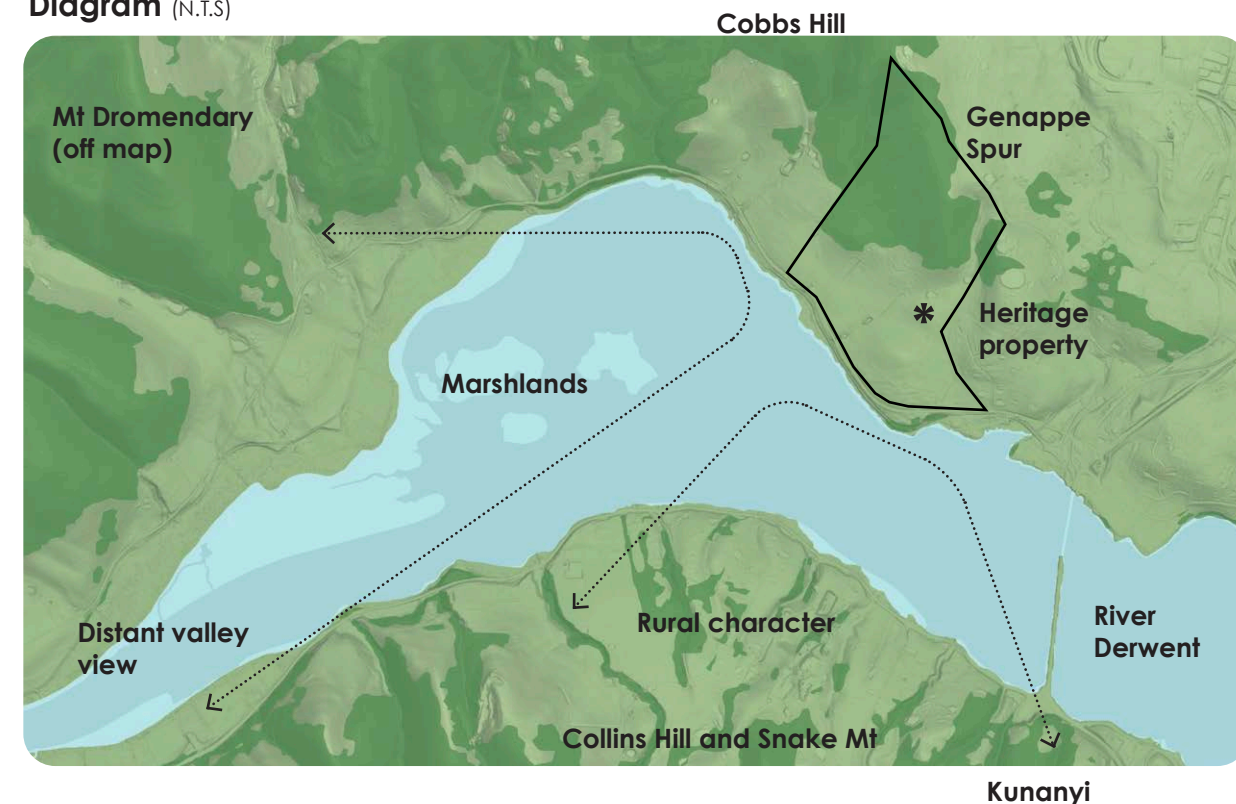 Diagram (N.T.S)
Cobbs Hill
Mt Dromendary
(off map)
Genappe
Spur
*
Heritage
property
Marshlands
Distant valley
view
Rural character
River
Derwent
Collins Hill and Snake Mt
Kunanyi